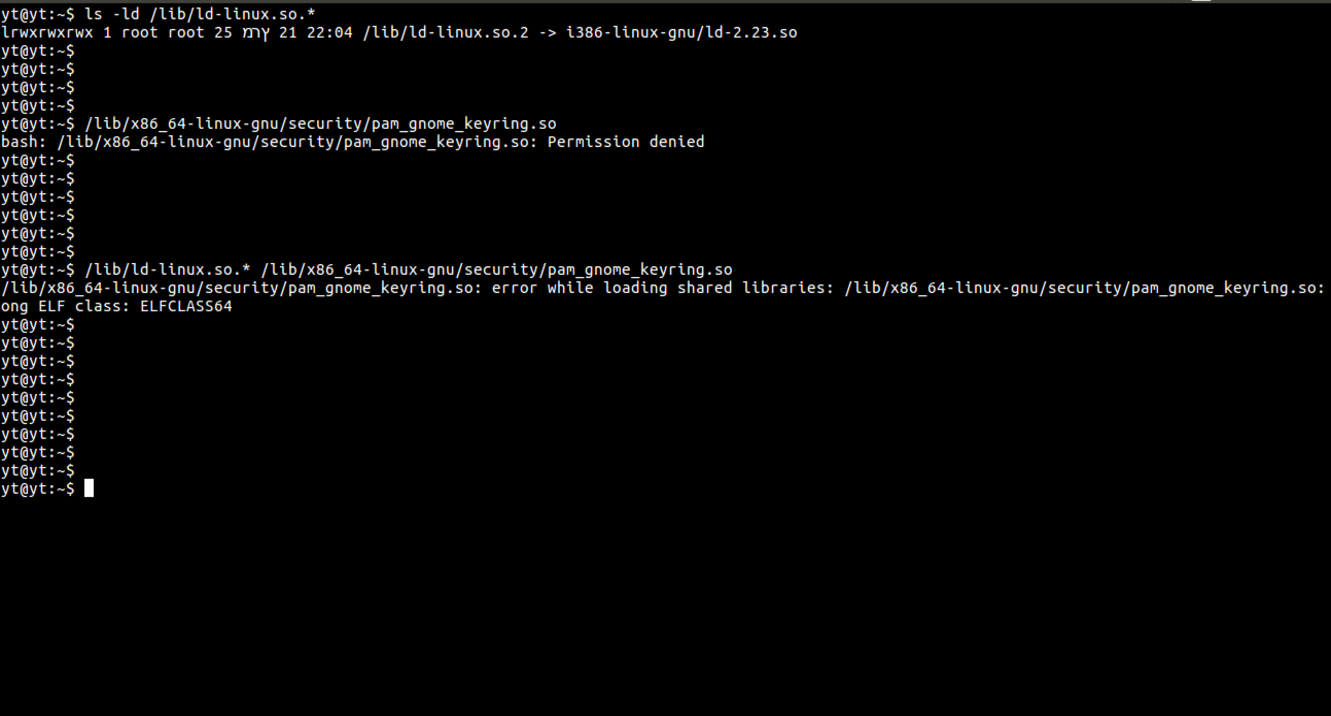 yt@yt:~$ ls -ld /lib/ld-linux.so.*
lrwxrwxrwx 1 root root 25 מרץ 21 22:04 /lib/ld-linux.so.2 -> i386-linux-gnu/ld-2.23.so
yt@yt:~$
yt@yt:~$
yt@yt:~$
yt@yt:~$
yt@yt:~$ /lib/x86_64-linux-gnu/security/pam_gnome_keyring.so
bash: /lib/x86_64-linux-gnu/security/pam_gnome_keyring.so: Permission denied
yt@yt:~$
yt@yt:~$
yt@yt:~$
yt@yt:~$
yt@yt:~$
yt@yt:~$
yt@yt:~$ /lib/ld-linux.so.* /lib/x86_64-linux-gnu/security/pam_gnome_keyring.so
/lib/x86_64-linux-gnu/security/pam_gnome_keyring.so: error while loading shared libraries: /lib/x86_64-linux-gnu/security/pam_gnome_keyring.so:
ong ELF class: ELFCLASS64
yt@yt:~$
yt@yt:~$
yt@yt:~$
yt@yt:~$
yt@yt:~$
yt@yt:~$
yt@yt:~$
yt@yt:~$
yt@yt:~$
yt@yt:~$